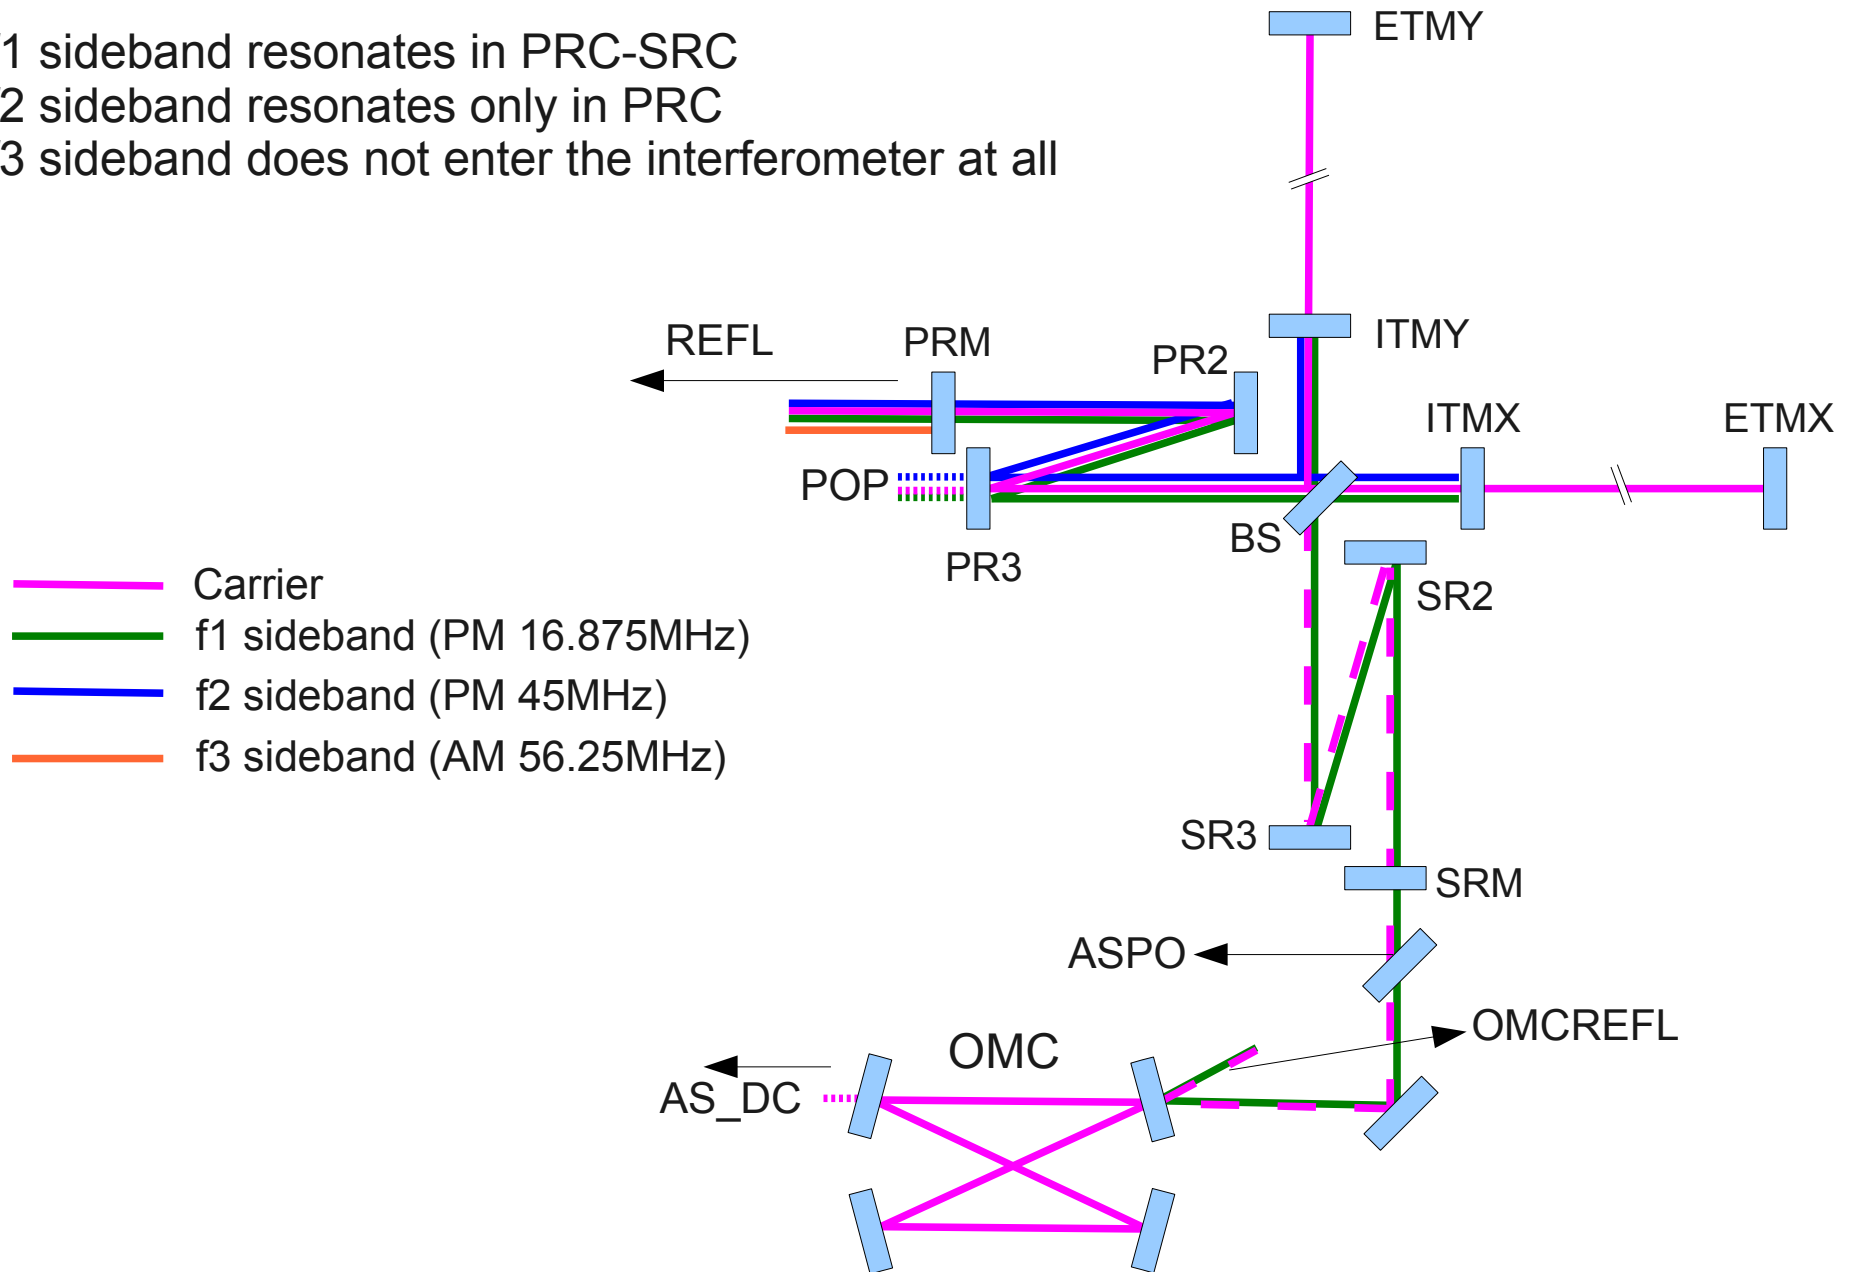 1 sideband resonates in PRC-SRC
2 sideband resonates only in PRC
3 sideband does not enter the interferometer at all
ETMY
ITMY
REFL
PRM
PR2
ITMX
ETMX
POP
BS
PR3
SR2
Carrier
f1 sideband (PM 16.875MHz)
f2 sideband (PM 45MHz)
f3 sideband (AM 56.25MHz)
SR3
SRM
ASPO
OMCREFL
OMC
AS_DC